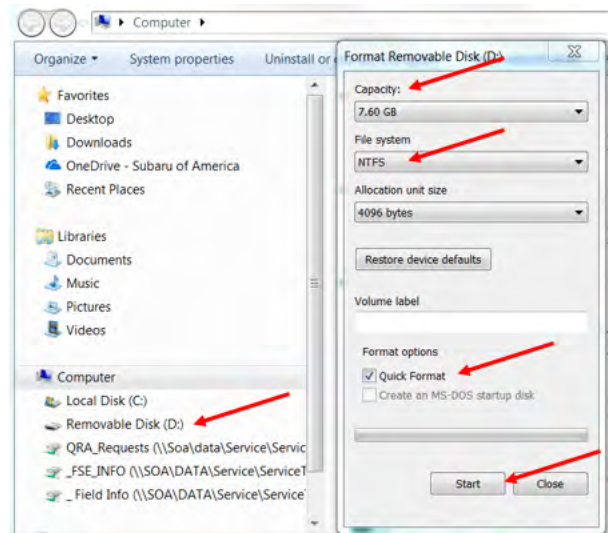 Computer
Organize
System properties
Uninstall or
Favorites
Desktop
Downloads
OneDrive - Subaru of America
Recent Places
Libraries
Documents
Music
Pictures
Videos
Computer
Local Disk (C:)
Removable Disk (D:)
QRA_Requests (\\Soa\data\Service\Servic
_FSE_INFO (\\SOA\DATA\Service\ServiceT
_ Field Info (\\SOA\DATA\Service\Service
Format Removable Disk (D:)
Capacity:
7.60 GB
File system
NTFS
Allocation unit size
4096 bytes
Restore device defaults
Volume label
Format options
Quick Format
Create an MS-DOS startup disk
Start
Close